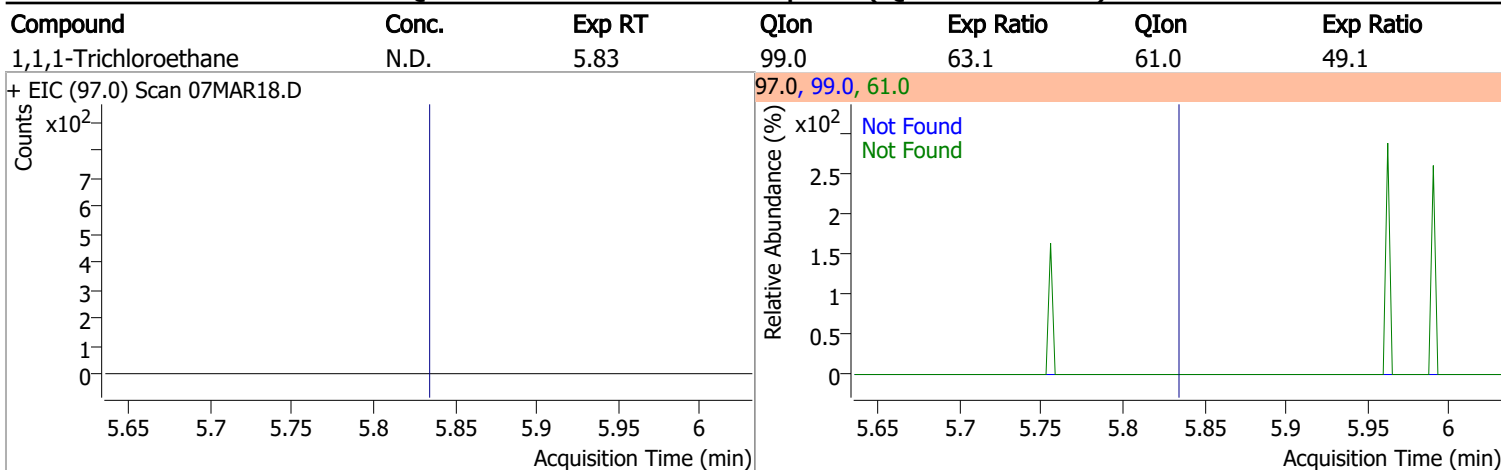 Compound Conc. Exp RT QIon Exp Ratio QIon Exp Ratio
1,1,1-Trichloroethane N.D. 5.83 99.0 63.1 61.0 49.1
+ EIC (97.0) Scan 07MAR18.D
Counts
x10²
7
6
5
4
3
2
1
0
5.65 5.7 5.75 5.8 5.85 5.9 5.95 6
Acquisition Time (min)
97.0, 99.0, 61.0
Relative Abundance (%)
x10²
Not Found
Not Found
2.5
2
1.5
1
0.5
0
5.65 5.7 5.75 5.8 5.85 5.9 5.95 6
Acquisition Time (min)